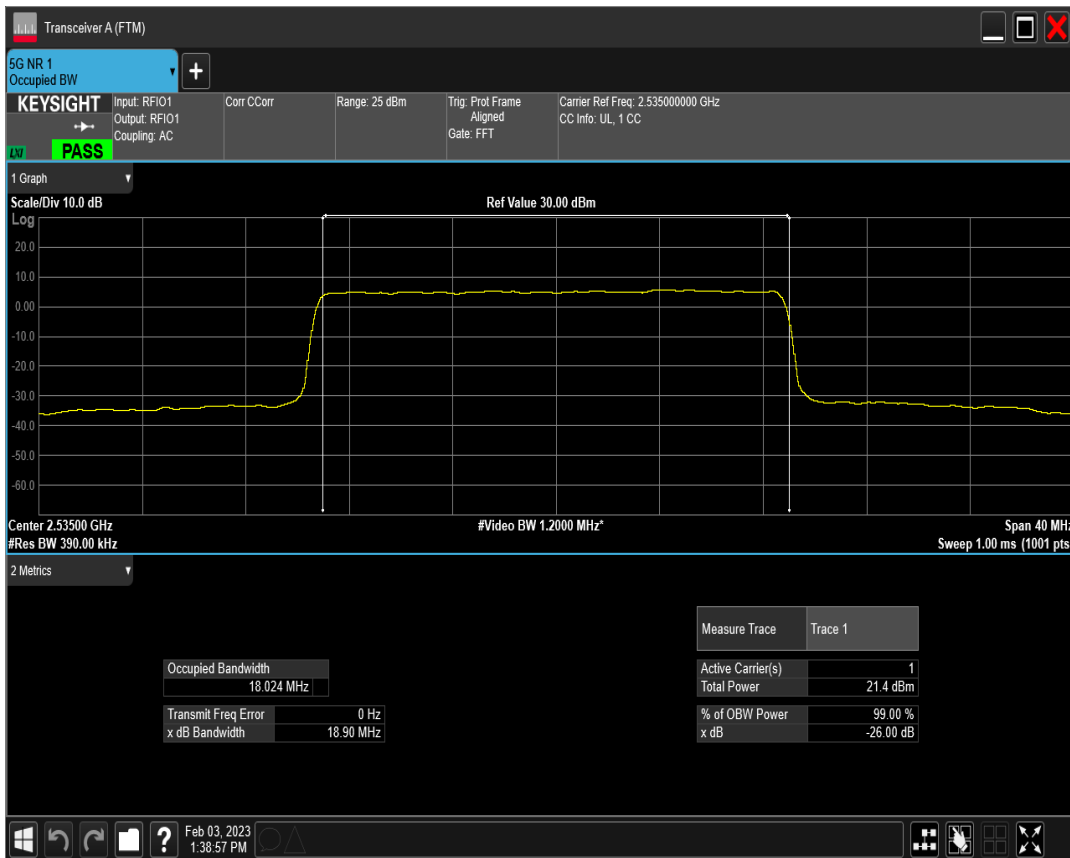 Transceiver A (FTM)
5G NR 1
Occupied BW
+
KEYSIGHT
LXI
PASS
Input: RFIO1
Output: RFIO1
Coupling: AC
Corr CCorr
Range: 25 dBm
Trig: Prot Frame
Aligned
Gate: FFT
Carrier Ref Freq: 2.535000000 GHz
CC Info: UL, 1 CC
1 Graph
Scale/Div 10.0 dB
Ref Value 30.00 dBm
Log
20.0
10.0
0.00
-10.0
-20.0
-30.0
-40.0
-50.0
-60.0
Center 2.53500 GHz
#Video BW 1.2000 MHz*
Span 40 MHz
#Res BW 390.00 kHz
Sweep 1.00 ms (1001 pts
2 Metrics
Measure Trace Trace 1
Occupied Bandwidth
18.024 MHz
Active Carrier(s) 1
Total Power 21.4 dBm
Transmit Freq Error 0 Hz
x dB Bandwidth 18.90 MHz
% of OBW Power 99.00 %
x dB -26.00 dB
?
Feb 03, 2023
1:38:57 PM